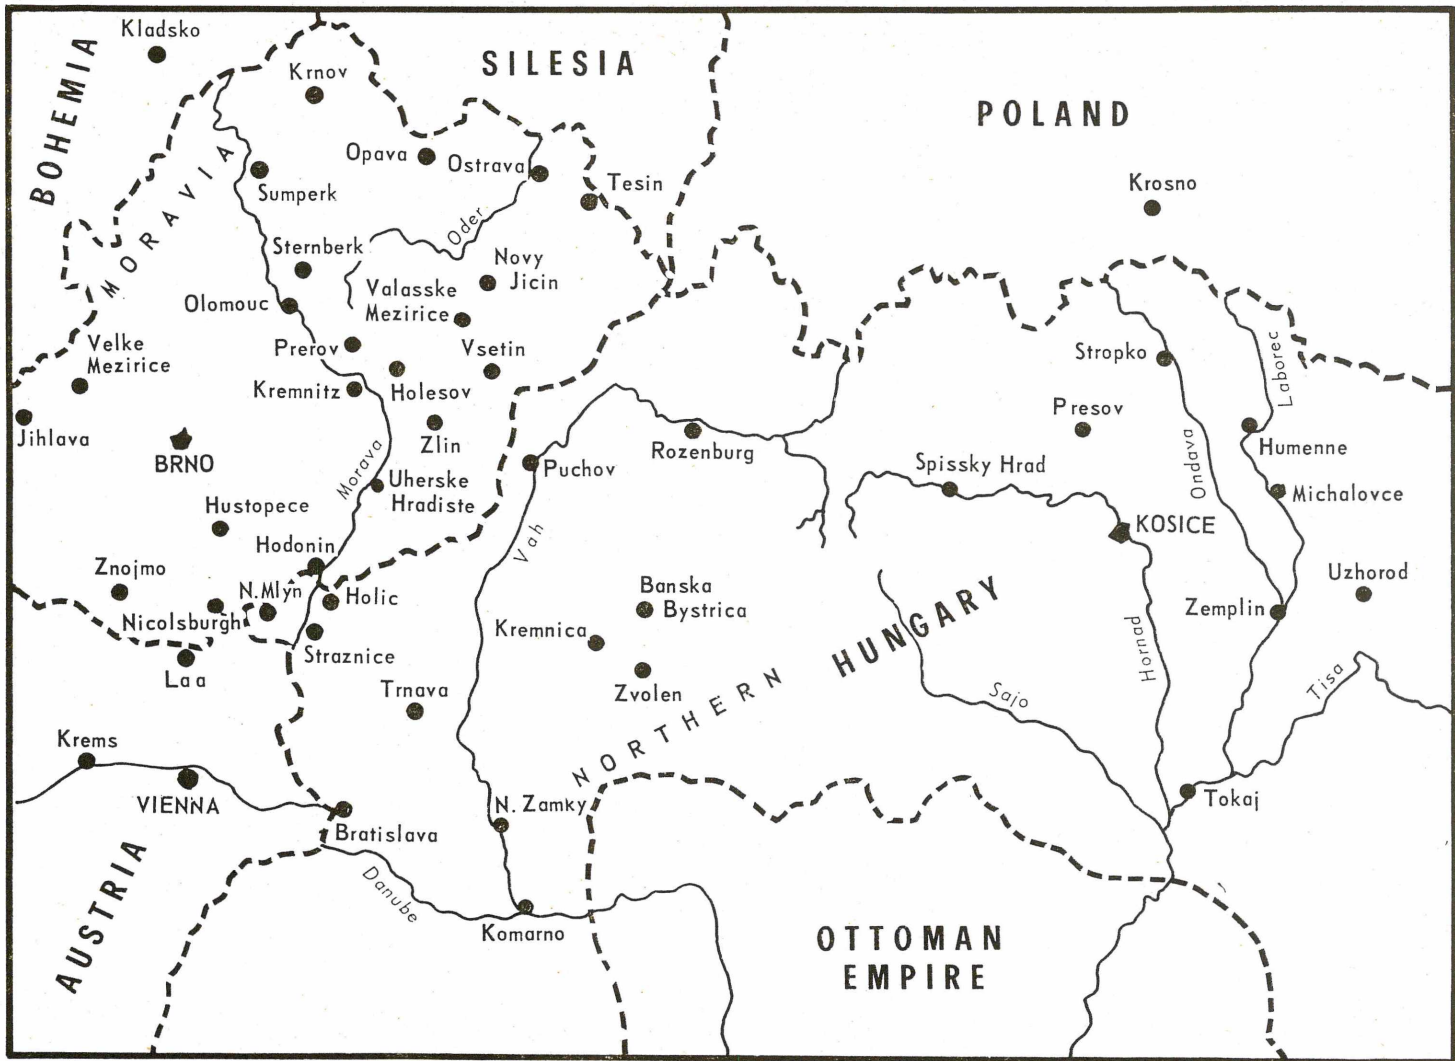 Kladsko
BOHEMIA
SILESIA
POLAND
Krnov
MORAVIA
Opava
Ostrava
Sumperk
Tesin
Krosno
Oder
Sternberk
Novy
Jicin
Valasske
Mezirice
Olomouc
Velke
Mezirice
Prerov
Vsetin
Stropko
Laborec
Kremnitz
Holesov
Presov
Jihlava
Zlin
Rozenburg
Humenne
BRNO
Puchov
Spissky Hrad
Ondava
Morava
Uherske
Hradiste
Michalovce
Hustopece
KOSICE
Vah
Hodonin
Znojmo
N.Mlýn
Holic
Banska
Bystrica
Uzhorod
Nicolsburgh
Zemplin
Kremnica
NORTHERN HUNGARY
Hornad
Straznice
Laa
Trnava
Zvolen
Sajo
Tisa
Krems
VIENNA
N. Zamky
Tokaj
Bratislava
AUSTRIA
Danube
Komarno
OTTOMAN
EMPIRE